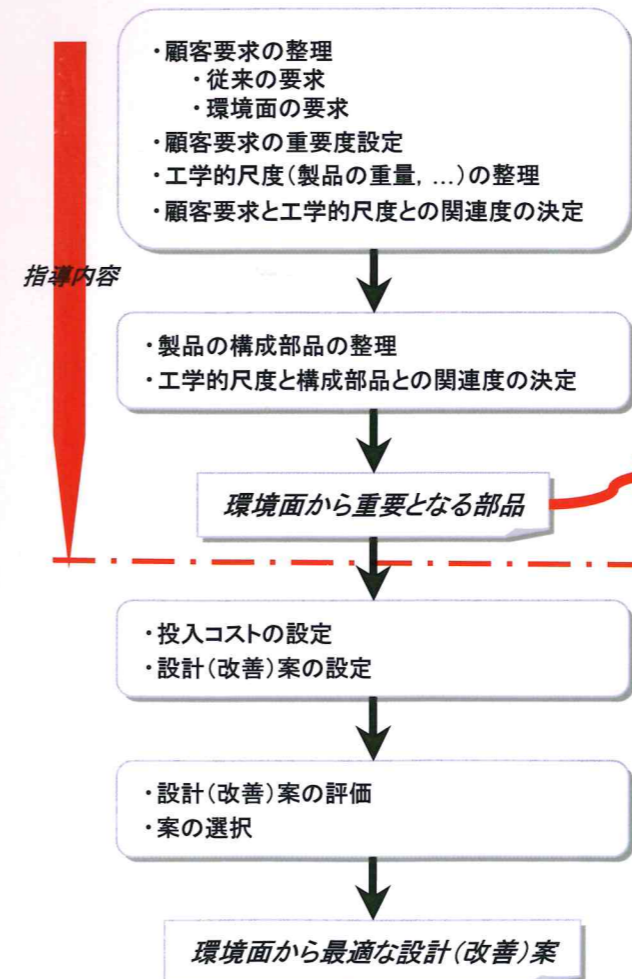 ・顧客要求の整理
・従来の要求
・環境面の要求
・顧客要求の重要度設定
・工学的尺度(製品の重量, …)の整理
・顧客要求と工学的尺度との関連度の決定
指導内容
・製品の構成部品の整理
・工学的尺度と構成部品との関連度の決定
環境面から重要となる部品
・投入コストの設定
・設計(改善)案の設定
・設計(改善)案の評価
・案の選択
環境面から最適な設計(改善)案